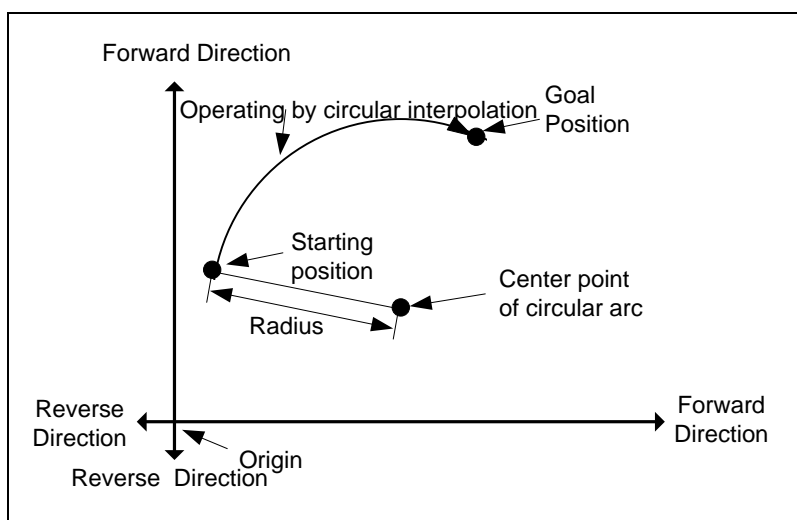 Forward Direction
Operating by circular interpolation
Goal
Position
Starting
position
Center point
of circular arc
Radius
Reverse
Direction
Forward
Direction
Origin
Reverse Direction